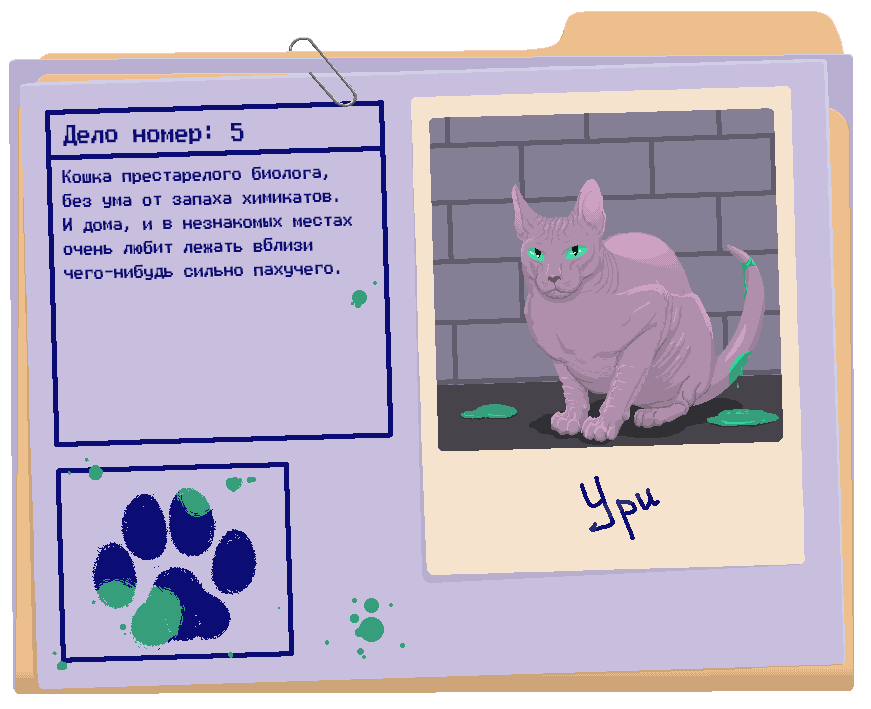 Дело номер: 5
Кошка престарелого биолога,
без ума от запаха химикатов.
И дома, и в незнакомых местах
очень любит лежать вблизи
чего-нибудь сильно пахучего.
Ури